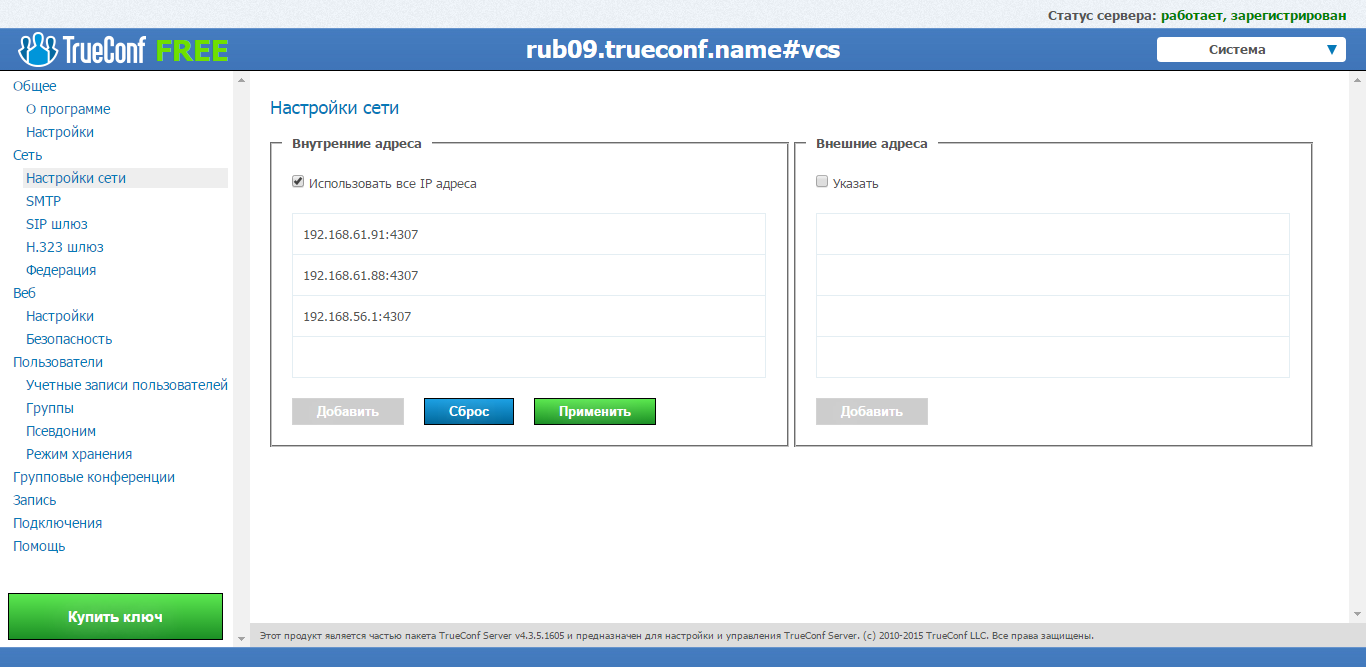 Статус сервера: работает, зарегистрирован
TrueConf FREE
rub09.trueconf.name#vcs
Система
Общее
О программе
Настройки
Сеть
Настройки сети
SMTP
SIP шлюз
H.323 шлюз
Федерация
Веб
Настройки
Безопасность
Пользователи
Учетные записи пользователей
Группы
Псевдоним
Режим хранения
Групповые конференции
Запись
Подключения
Помощь
Купить ключ
Настройки сети
Внутренние адреса
Использовать все IP адреса
192.168.61.91:4307
192.168.61.88:4307
192.168.56.1:4307
Добавить
Сброс
Применить
Внешние адреса
Указать
Добавить
Этот продукт является частью пакета TrueConf Server v4.3.5.1605 и предназначен для настройки и управления TrueConf Server. (c) 2010-2015 TrueConf LLC. Все права защищены.